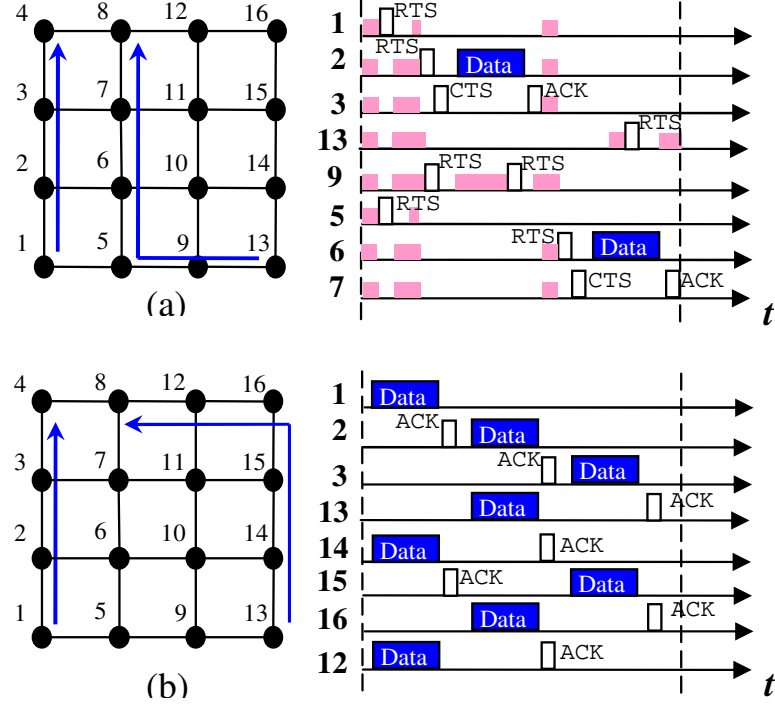 4 8 12 16
3 7 11 15
2 6 10 14
1 5 9 13
(a)
1 RTS
2 RTS Data
3 CTS ACK
13 RTS
9 RTS RTS
5 RTS
6 RTS Data
7 CTS ACK
t
4 8 12 16
3 7 11 15
2 6 10 14
1 5 9 13
(b)
1 Data
2 ACK Data
3 ACK Data
13 Data ACK
14 Data ACK
15 ACK Data
16 Data ACK
12 Data ACK
t